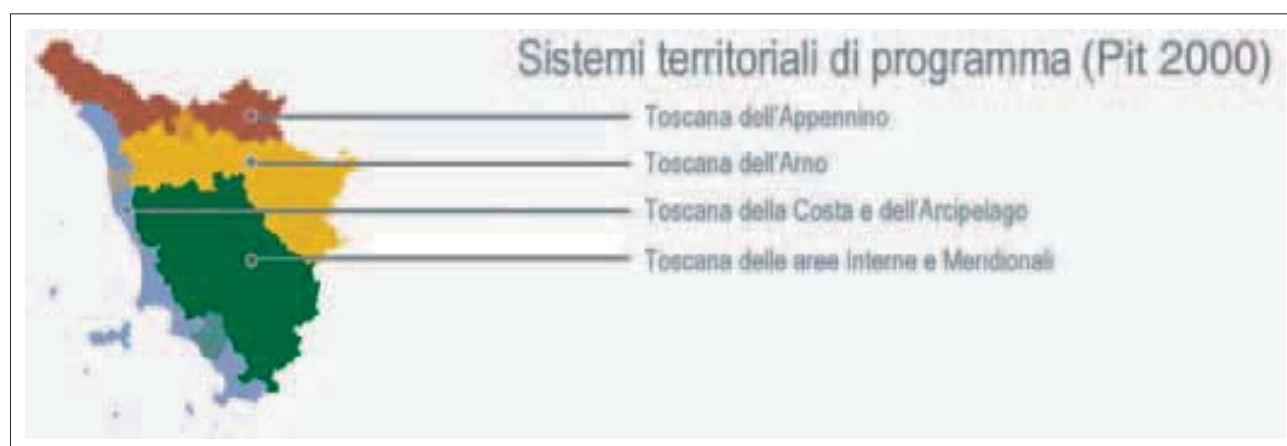 Sistemi territoriali di programma (Pit 2000)
Toscana dell'Appennino
Toscana dell'Arno
Toscana della Costa e dell'Arcipelago
Toscana delle aree Interne e Meridionali